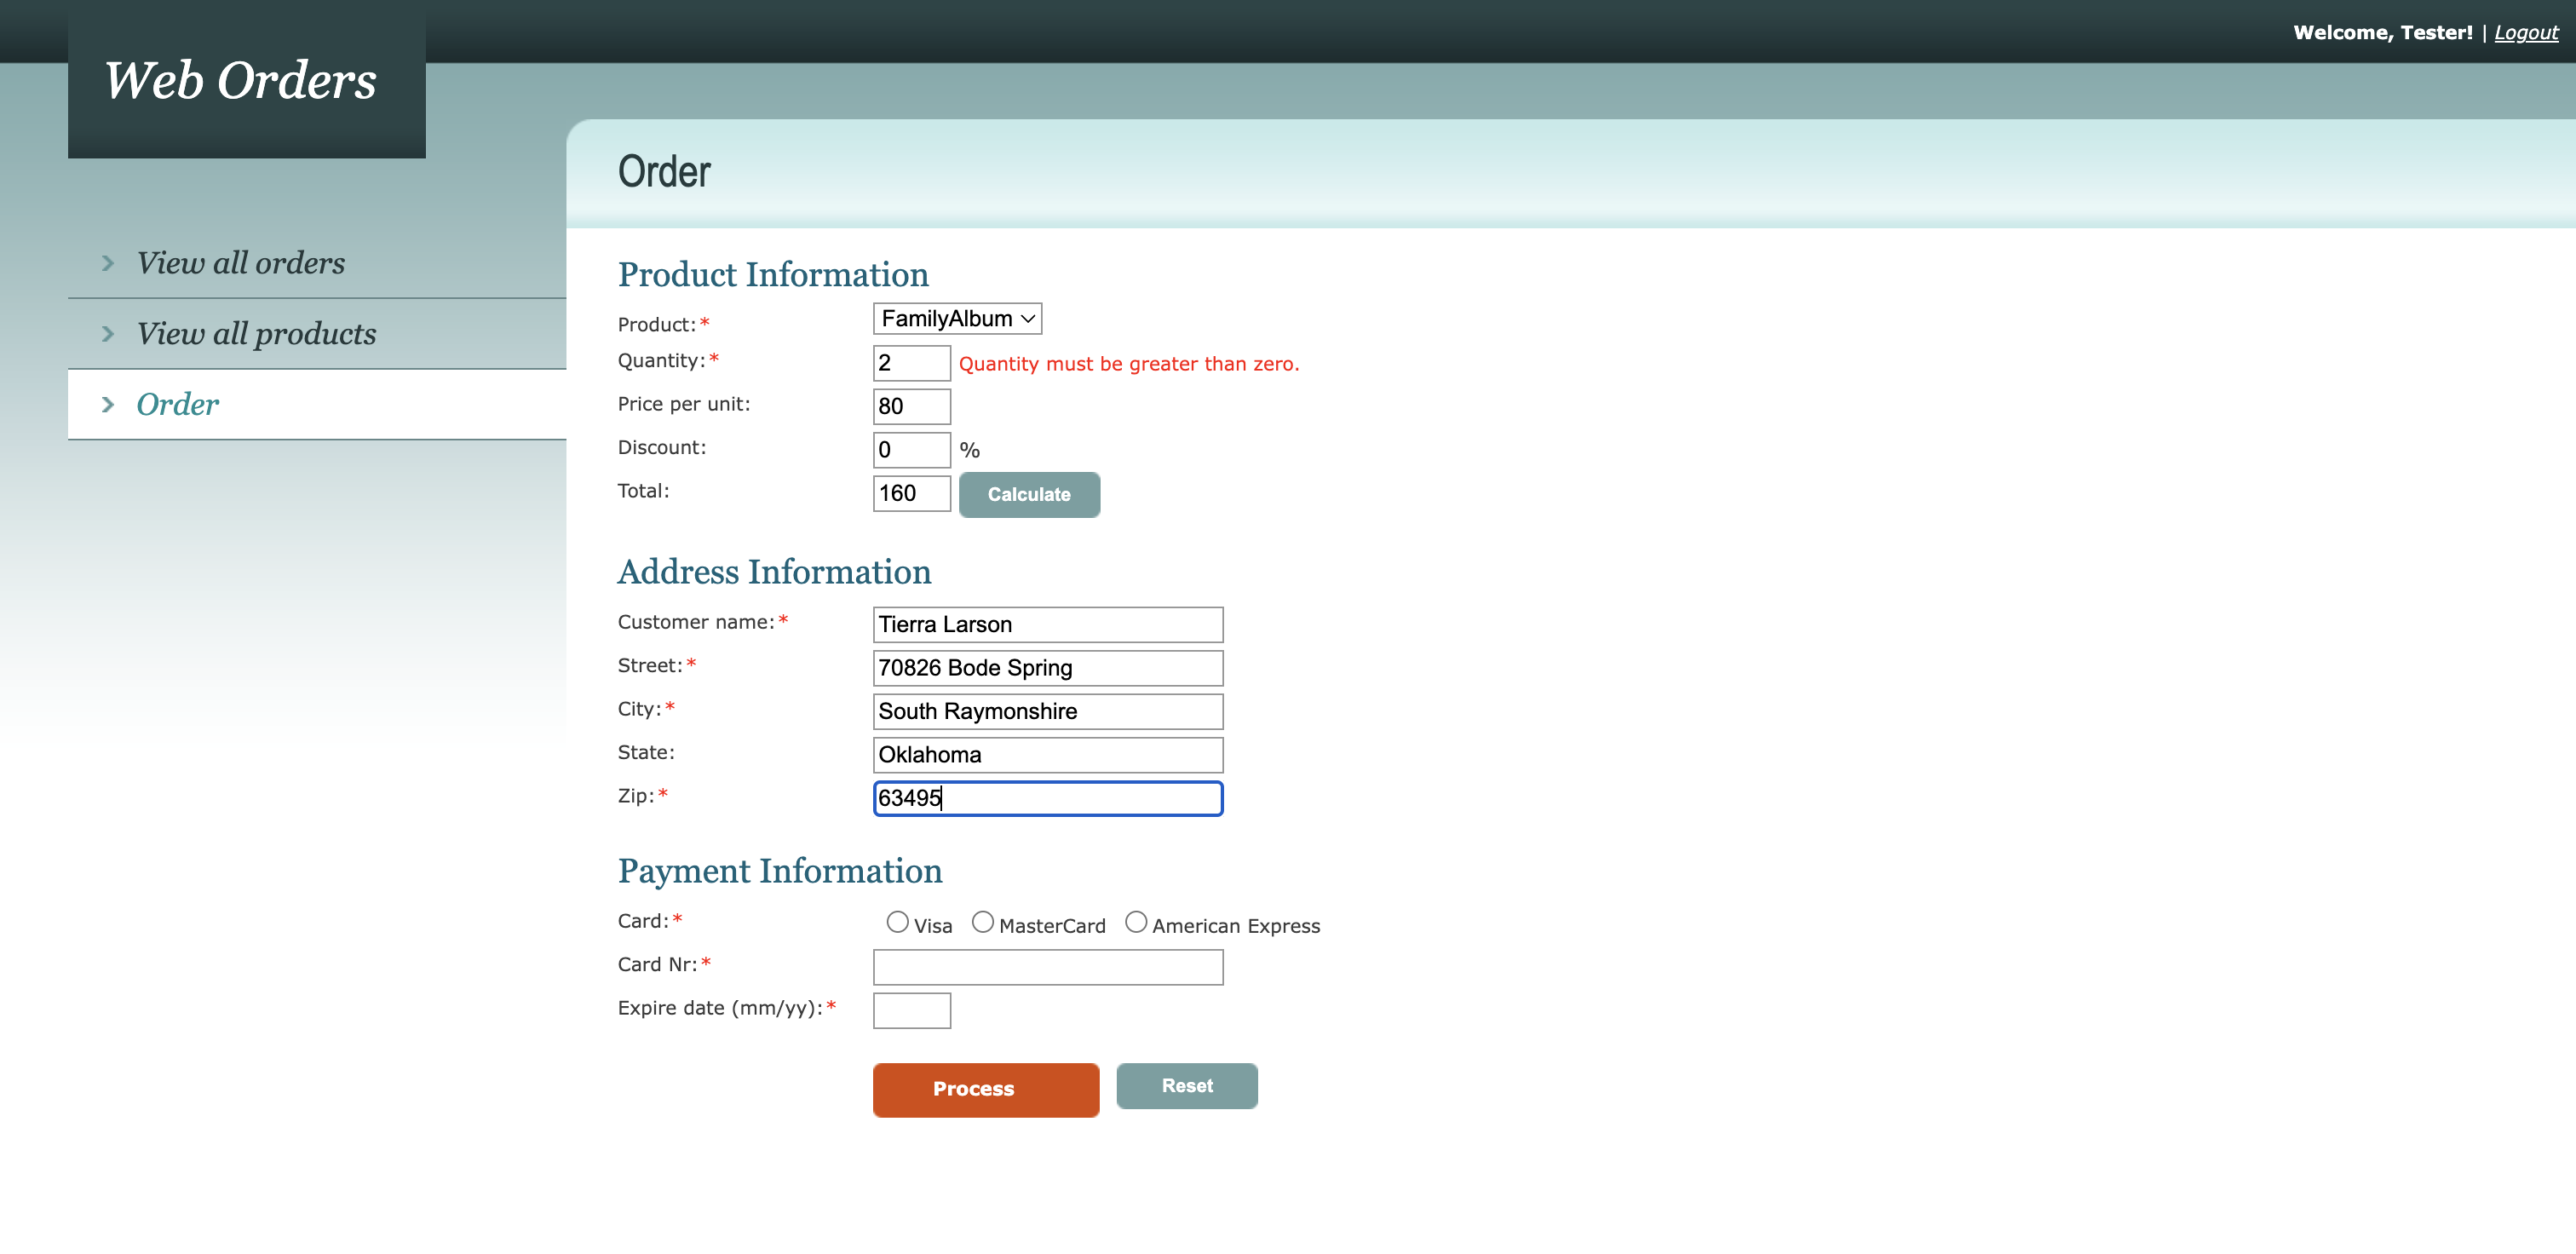 Welcome, Tester! | Logout
Web Orders
View all orders
View all products
Order
Order
Product Information
Product:* FamilyAlbum
Quantity:* 2 Quantity must be greater than zero.
Price per unit: 80
Discount: 0 %
Total: 160 Calculate
Address Information
Customer name:* Tierra Larson
Street:* 70826 Bode Spring
City:* South Raymonshire
State: Oklahoma
Zip:* 63495
Payment Information
Card:* Visa MasterCard American Express
Card Nr:*
Expire date (mm/yy):*
Process Reset